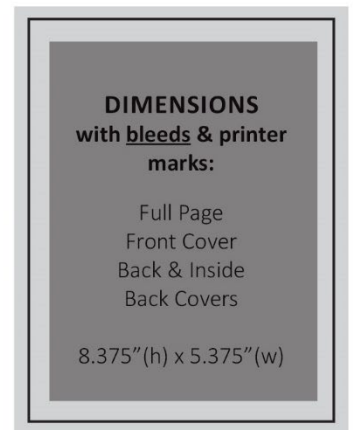 DIMENSIONS
with bleeds & printer
marks:
Full Page
Front Cover
Back & Inside
Back Covers
8.375”(h) x 5.375”(w)